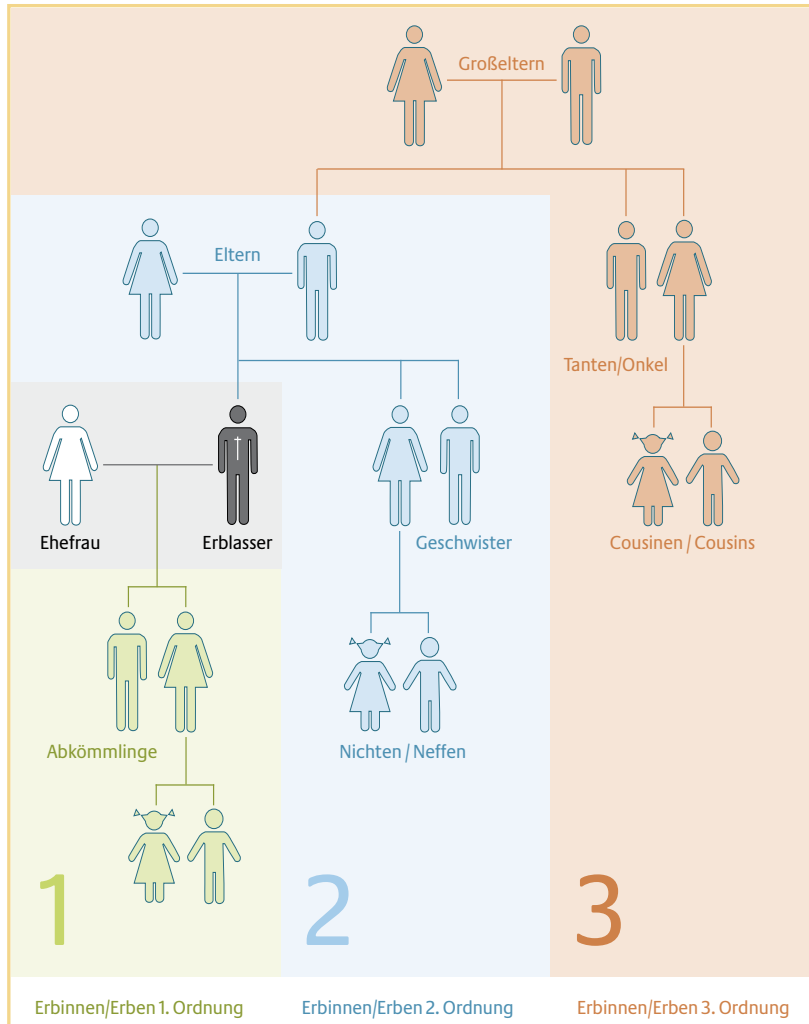 Großeltern
Eltern
Tanten/Onkel
Ehefrau
Erblasser
Geschwister
Cousinen / Cousins
Abkömmlinge
Nichten / Neffen
1
2
3
Erbinnen/Erben 1. Ordnung
Erbinnen/Erben 2. Ordnung
Erbinnen/Erben 3. Ordnung